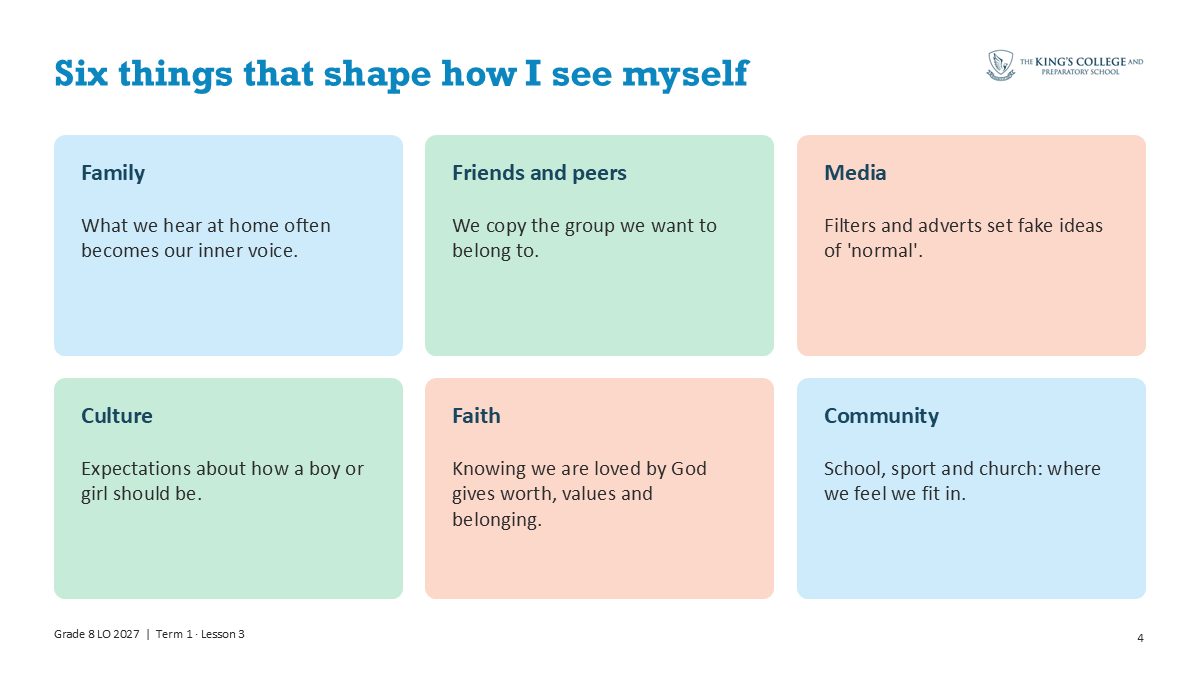 Six things that shape how I see myself
THE KING'S COLLEGE AND
PREPARATORY SCHOOL
Family
What we hear at home often
becomes our inner voice.
Friends and peers
We copy the group we want to
belong to.
Media
Filters and adverts set fake ideas
of 'normal'.
Culture
Expectations about how a boy or
girl should be.
Faith
Knowing we are loved by God
gives worth, values and
belonging.
Community
School, sport and church: where
we feel we fit in.
Grade 8 LO 2027 | Term 1 · Lesson 3
4